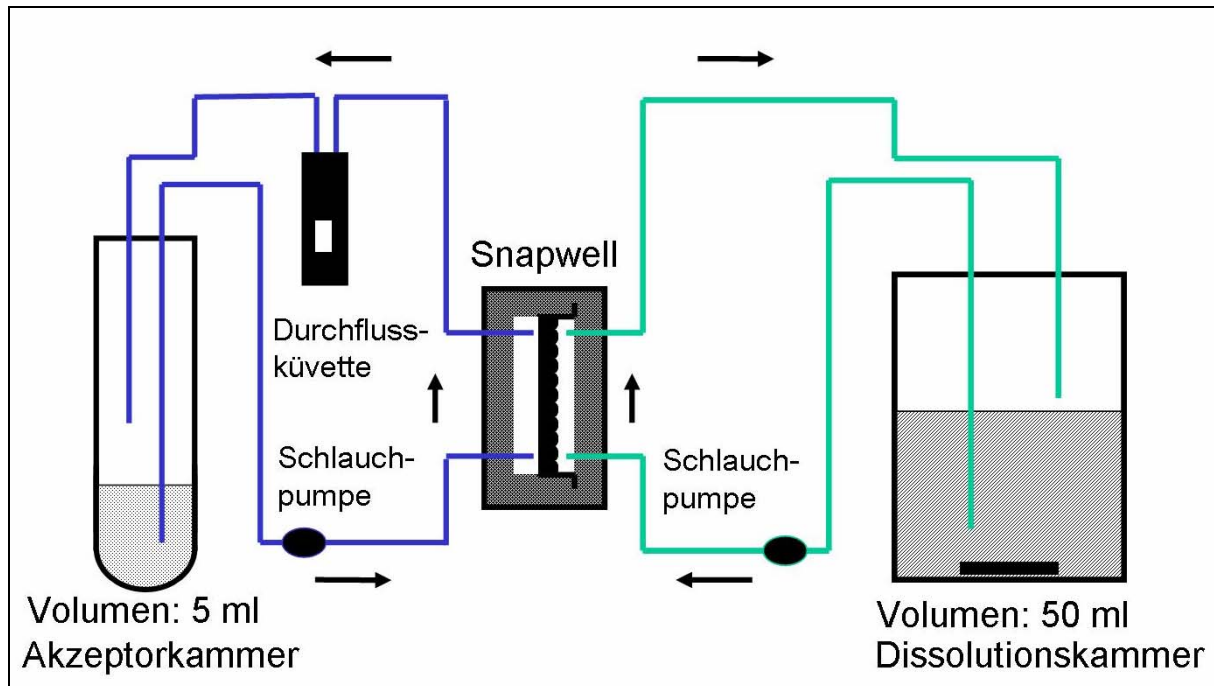 Snapwell
Durchfluss-
küvette
Schlauch-
pumpe
Schlauch-
pumpe
Volumen: 5 ml
Akzeptorkammer
Volumen: 50 ml
Dissolutionskammer